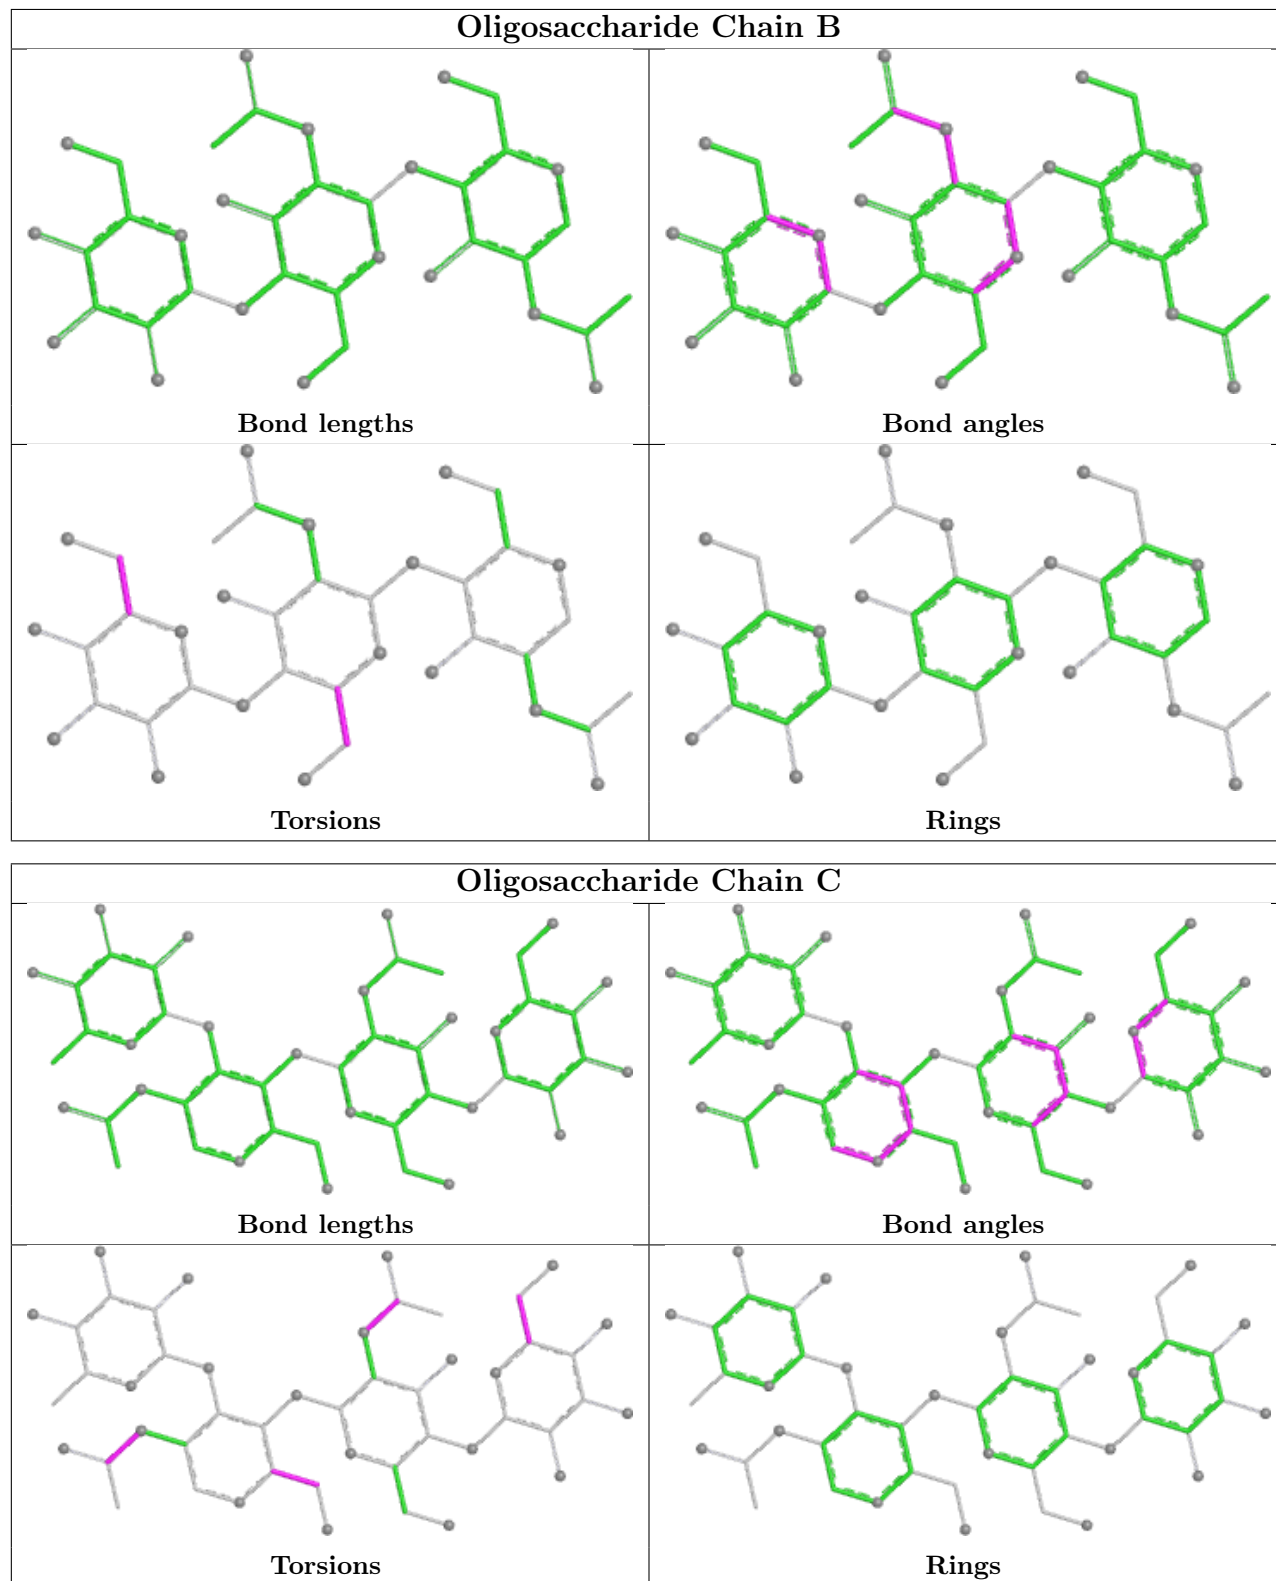 Oligosaccharide Chain B
Bond lengths
Bond angles
Torsions
Rings
Oligosaccharide Chain C
Bond lengths
Bond angles
Torsions
Rings